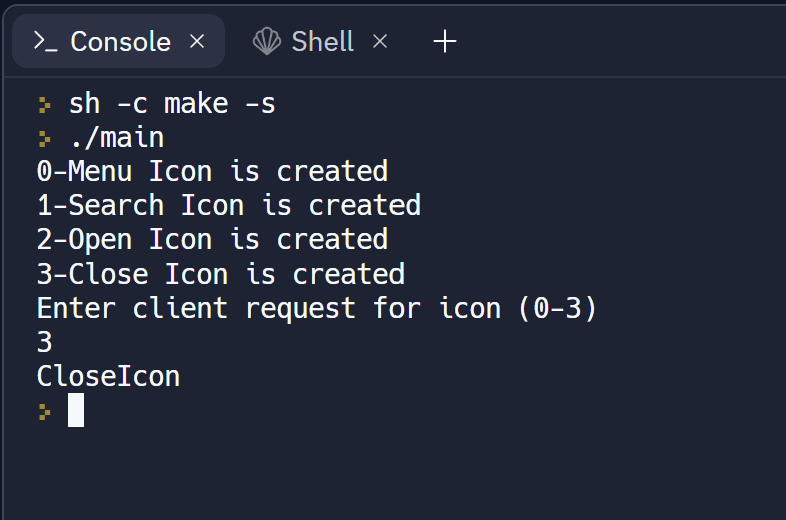 Console × Shell × +
sh -c make -s
./main
0-Menu Icon is created
1-Search Icon is created
2-Open Icon is created
3-Close Icon is created
Enter client request for icon (0-3)
3
CloseIcon